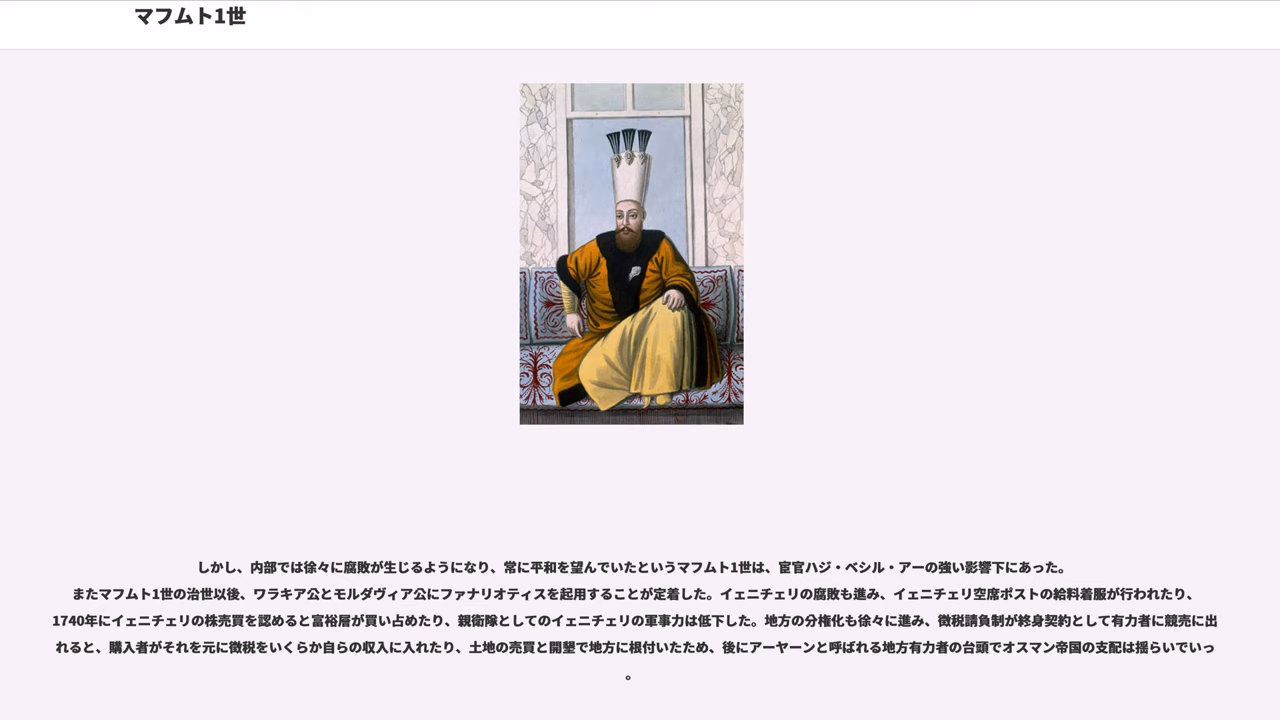 マフムト1世
しかし、内部では徐々に腐敗が生じるようになり、常に平和を望んでいたというマフムト1世は、宦官ハジ・ベシル・アーの強い影響下にあった。
またマフムト1世の治世以後、ワラキア公とモルダヴィア公にファナリオティスを起用することが定着した。イェニチェリの腐敗も進み、イェニチェリ空席ポストの給料着服が行われたり、
1740年にイェニチェリの株売買を認めると富裕層が買い占めたり、親衛隊としてのイェニチェリの軍事力は低下した。地方の分権化も徐々に進み、徴税請負制が終身契約として有力者に競売に出
れると、購入者がそれを元に徴税をいくらか自らの収入に入れたり、土地の売買と開墾で地方に根付いたため、後にアーヤーンと呼ばれる地方有力者の台頭でオスマン帝国の支配は揺らいでいっ
。